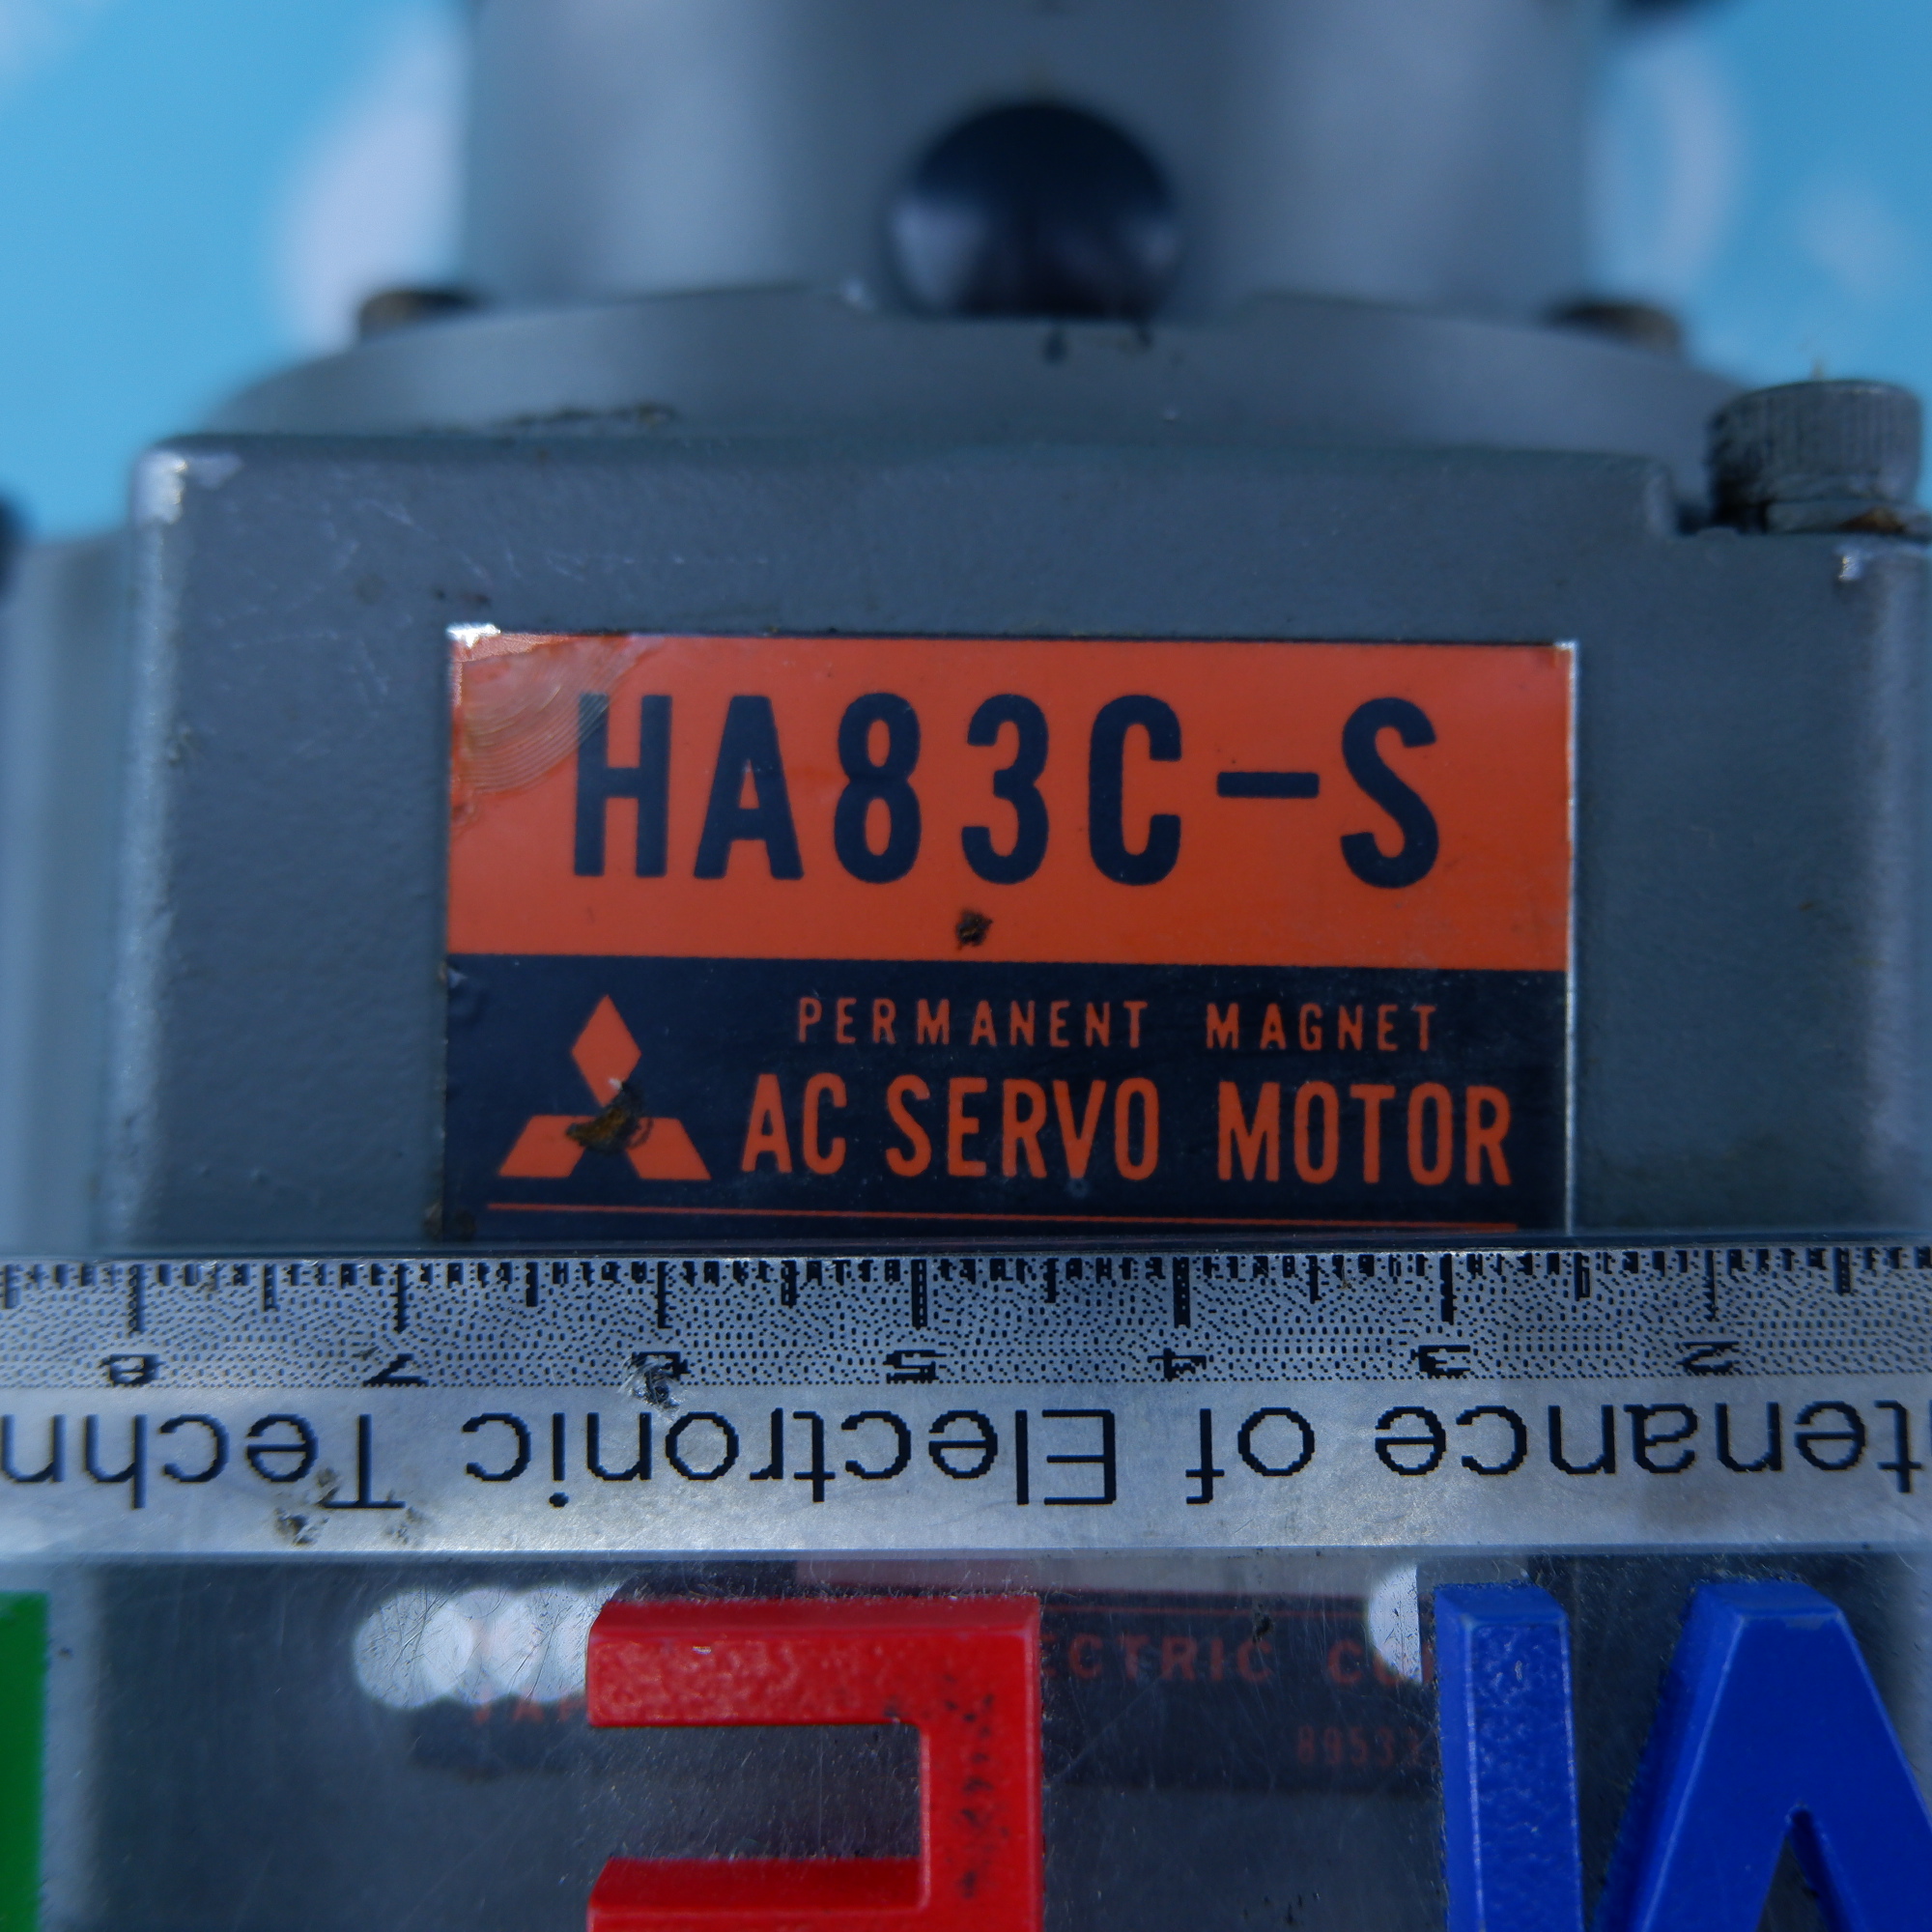 HA83C-S
PERMANENT MAGNET
AC SERVO MOTOR
8 7 6 5 4 3 2
tenance of Electronic Techn